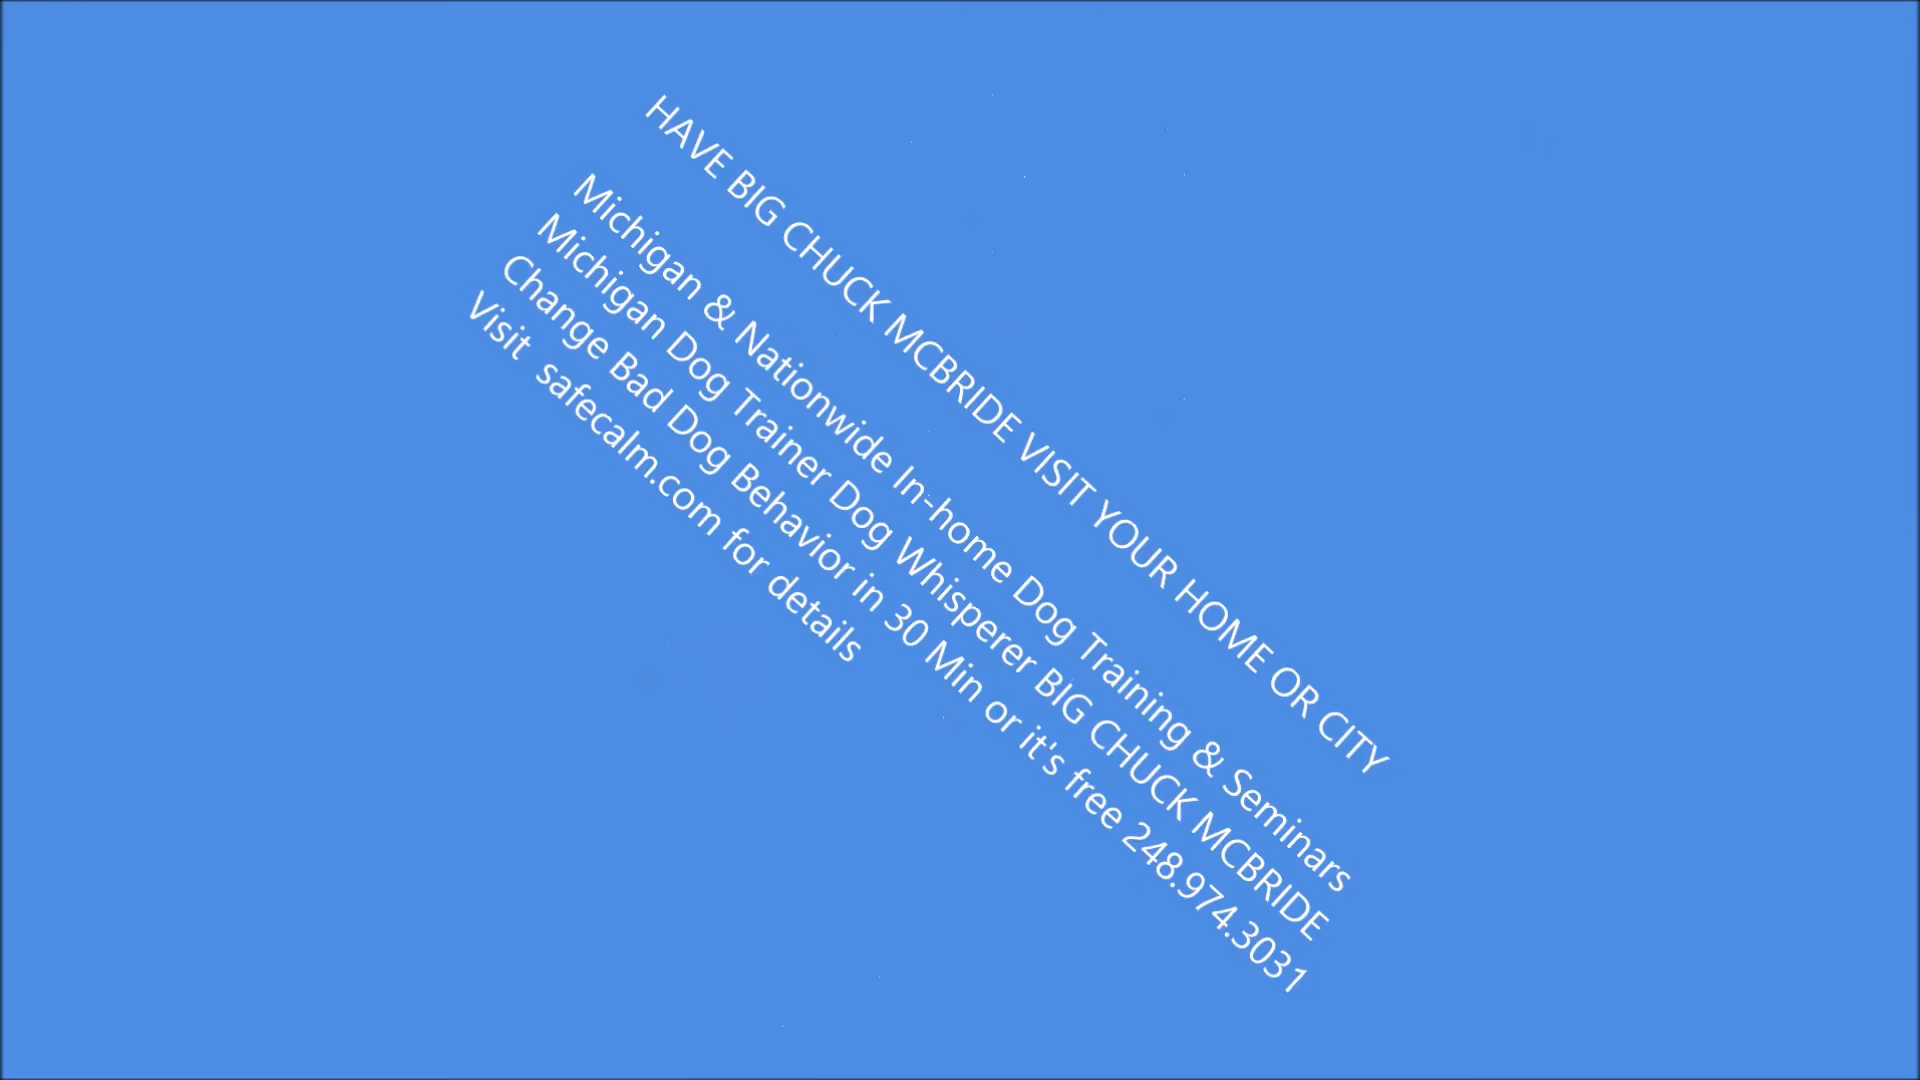 HAVE BIG CHUCK MCBRIDE VISIT YOUR HOME OR CITY
Michigan & Nationwide In-home Dog Training & Seminars
Michigan Dog Trainer Dog Whisperer BIG CHUCK MCBRIDE
Change Bad Dog Behavior in 30 Min or it's free 248.974.3031
Visit  safecalm.com for details